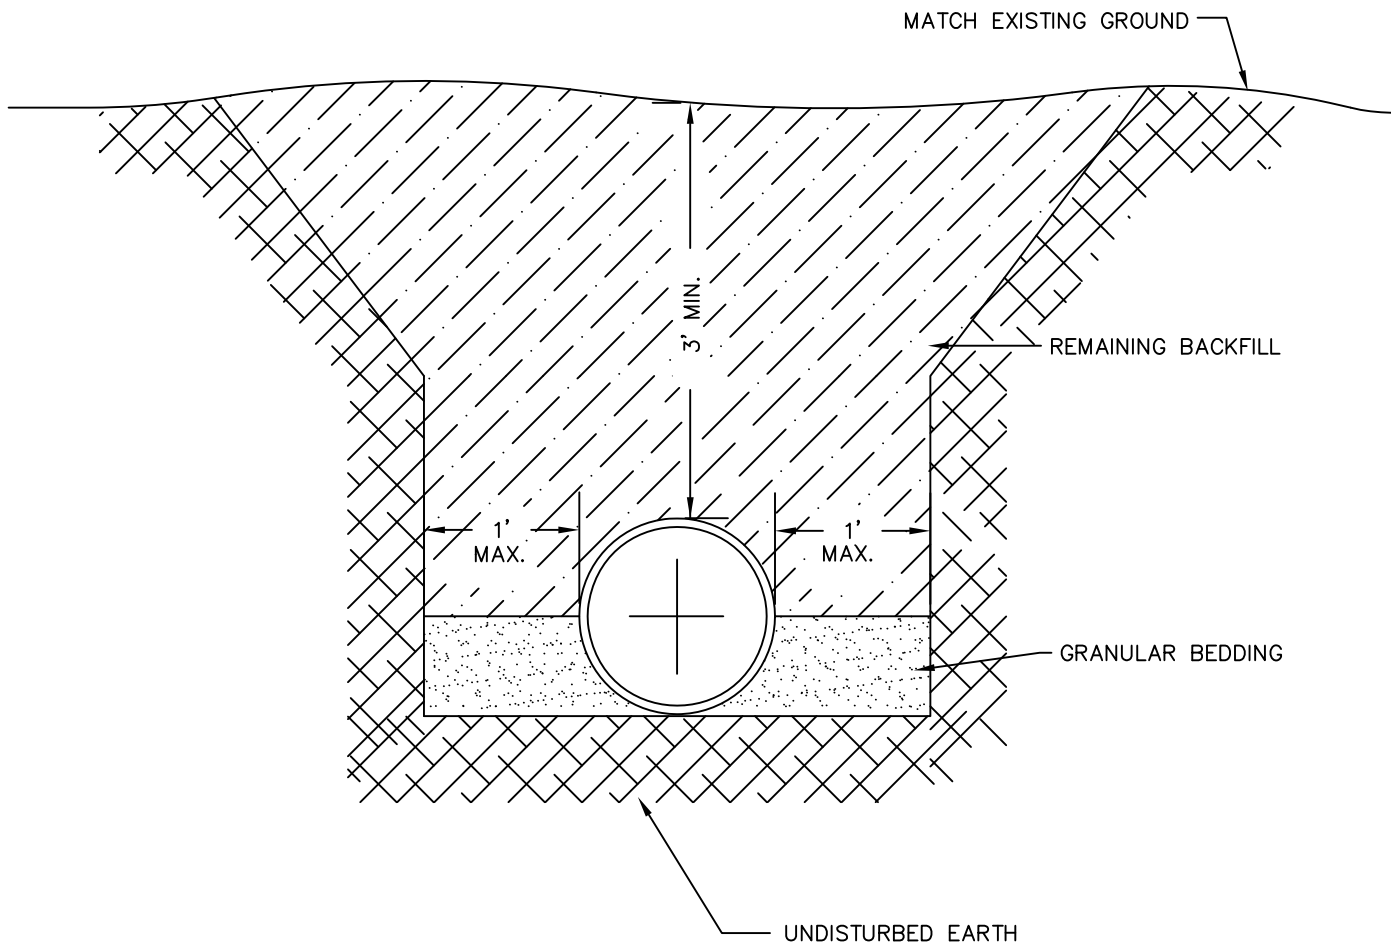 MATCH EXISTING GROUND
3' MIN.
REMAINING BACKFILL
1'
MAX.
1'
MAX.
GRANULAR BEDDING
UNDISTURBED EARTH